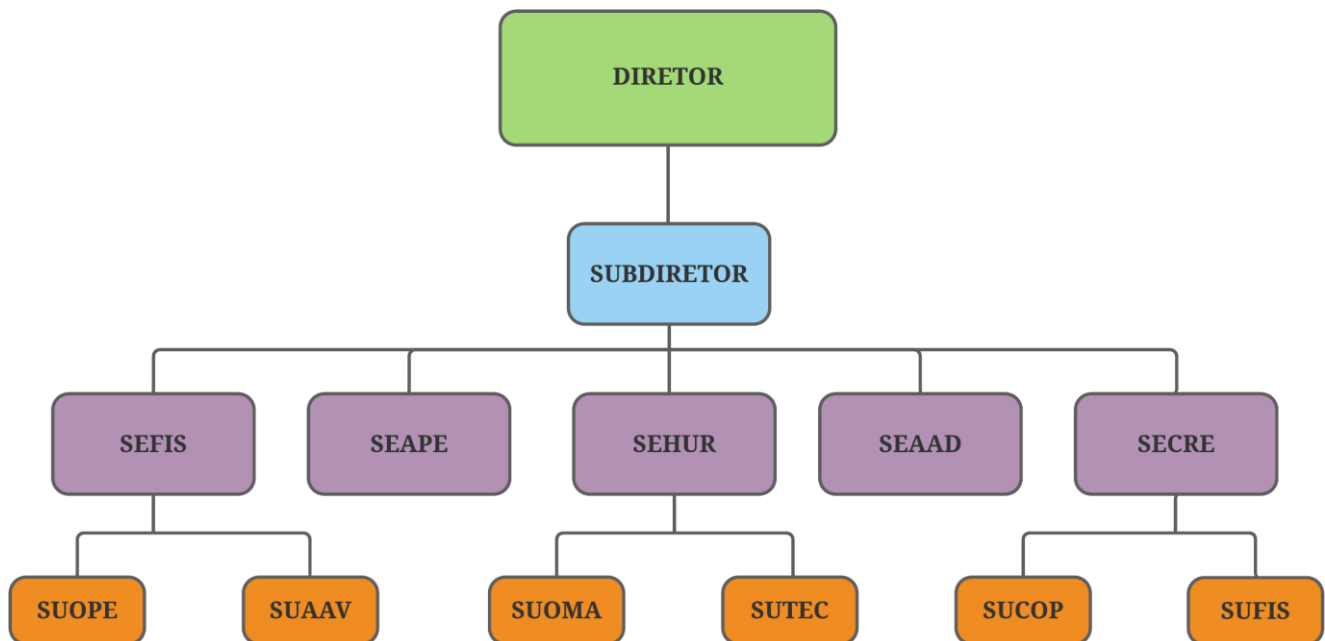 DIRETOR
SUBDIRETOR
SEFIS
SEAPE
SEHUR
SEAAD
SECRE
SUOPE
SUAAV
SUOMA
SUTEC
SUCOP
SUFIS